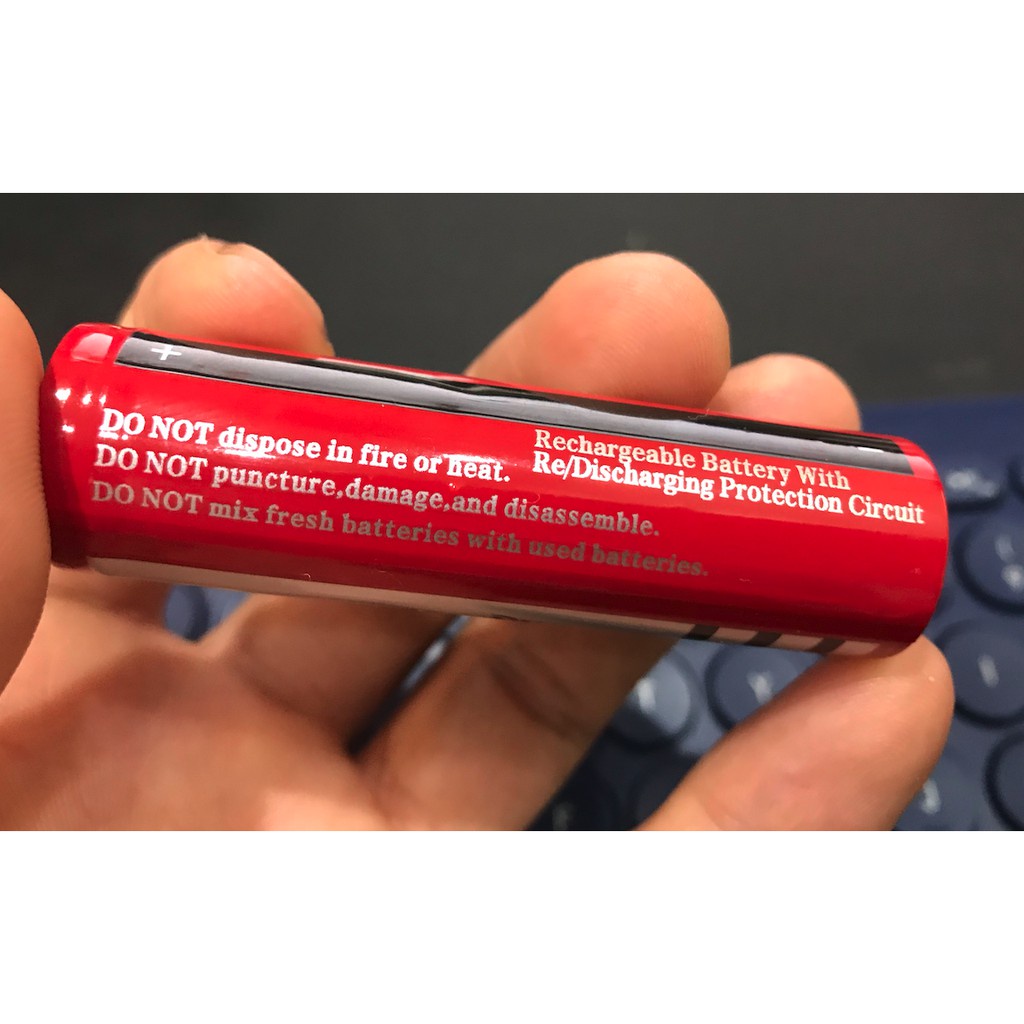 +
-
DO NOT dispose in fire or heat.
DO NOT puncture,damage,and disassemble.
DO NOT mix fresh batteries with used batteries.
Rechargeable Battery With
Re/Discharging Protection Circuit